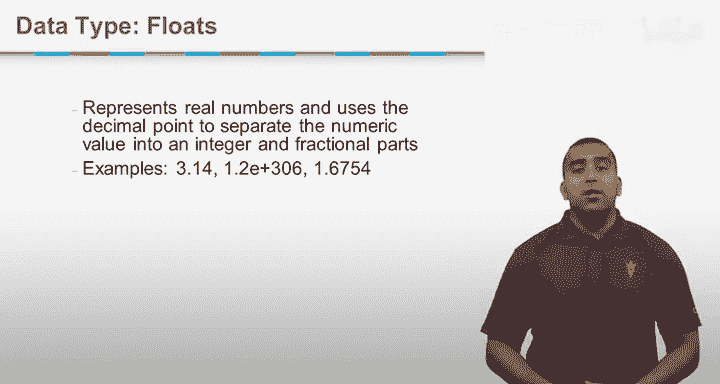 Data Type: Floats
- Represents real numbers and uses the
decimal point to separate the numeric
value into an integer and fractional parts
- Examples: 3.14, 1.2e+306, 1.6754